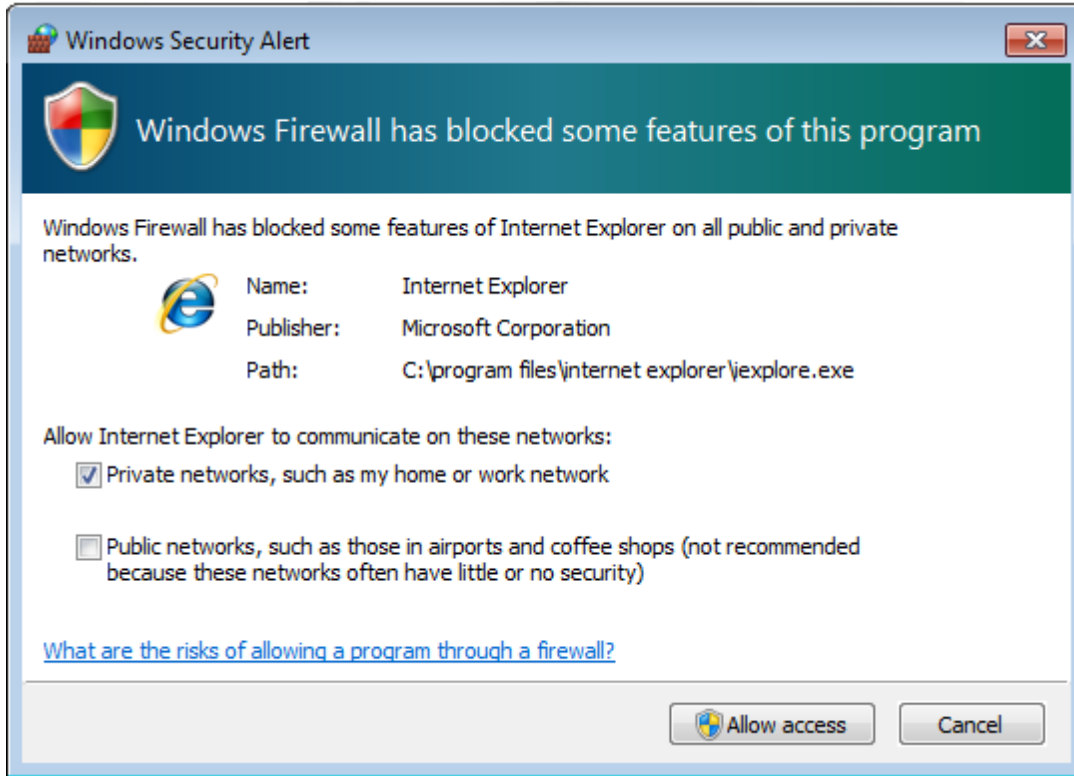 Windows Security Alert
Windows Firewall has blocked some features of this program
Windows Firewall has blocked some features of Internet Explorer on all public and private
networks.
Name: Internet Explorer
Publisher: Microsoft Corporation
Path: C:\program files\internet explorer\iexplore.exe
Allow Internet Explorer to communicate on these networks:
Private networks, such as my home or work network
Public networks, such as those in airports and coffee shops (not recommended
because these networks often have little or no security)
What are the risks of allowing a program through a firewall?
Allow access Cancel